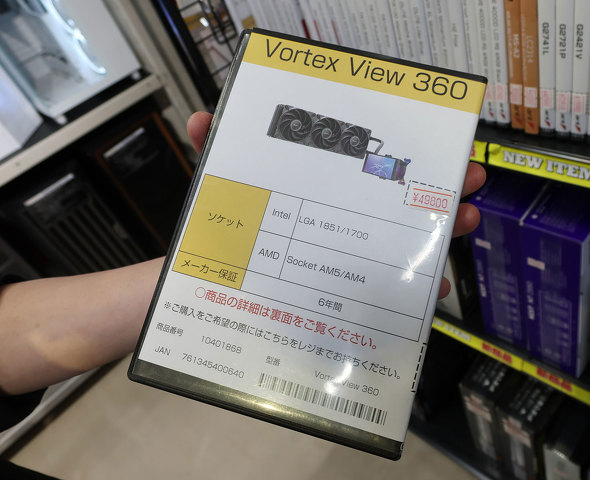 Vortex View 360
¥49800
ソケット
Intel
LGA 1851/1700
AMD
Socket AM5/AM4
メーカー保証
6年間
○商品の詳細は裏面をご覧ください。
※ご購入をご希望の際にはこちらをレジまでお持ちください。
商品番号 10401868 型番 Vortex View 360
JAN 761345400640
G2741L
G2721P
G2421V
NEW ITEM